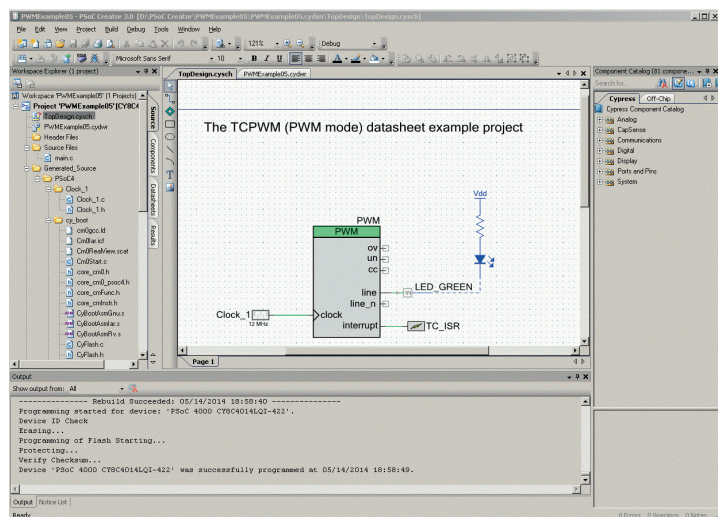 PWMExample05 - PSoC Creator 3.0 [D:\PSoC Creator\PWMExample05\PWMExample05.cydsn\TopDesign\TopDesign.cysch]
File Edit View Project Build Debug Tools Window Help
121% Debug
Microsoft Sans Serif 10 B I U
Workspace Explorer (1 project)
Workspace 'PWMExample05' (1 Projects)
Project 'PWMExample05' [CY8C4
TopDesign.cysch
PWMExample05.cydwr
Header Files
Source Files
main.c
Generated_Source
PSoC4
Clock_1
Clock_1.c
Clock_1.h
cy_boot
cm0gcc.ld
Cm0Iar.icf
Cm0RealView.scat
Cm0Start.c
core_cm0.h
core_cm0_psoc4.h
core_cmFunc.h
core_cmInstr.h
CyBootAsmGnu.s
CyBootAsmIar.s
CyBootAsmRv.s
CyFlash.c
CyFlash.h
Source
Components
Datasheets
Results
TopDesign.cysch PWMExample05.cydwr
The TCPWM (PWM mode) datasheet example project
Vdd
PWM
PWM
ov
un
cc
line
LED_GREEN
line_n
Clock_1
12 MHz
clock
interrupt
TC_ISR
Page 1
Component Catalog (81 compone...
Search for...
Cypress Off-Chip
Cypress Component Catalog
Analog
CapSense
Communications
Digital
Display
Ports and Pins
System
Output
Show output from: All
--------------- Rebuild Succeeded: 05/14/2014 18:58:40 ---------------
Programming started for device: 'PSoC 4000 CY8C4014LQI-422'.
Device ID Check
Erasing...
Programming of Flash Starting...
Protecting...
Verify Checksum...
Device 'PSoC 4000 CY8C4014LQI-422' was successfully programmed at 05/14/2014 18:58:49.
Output Notice List
Ready
0 Errors 0 Warnings 0 Notes